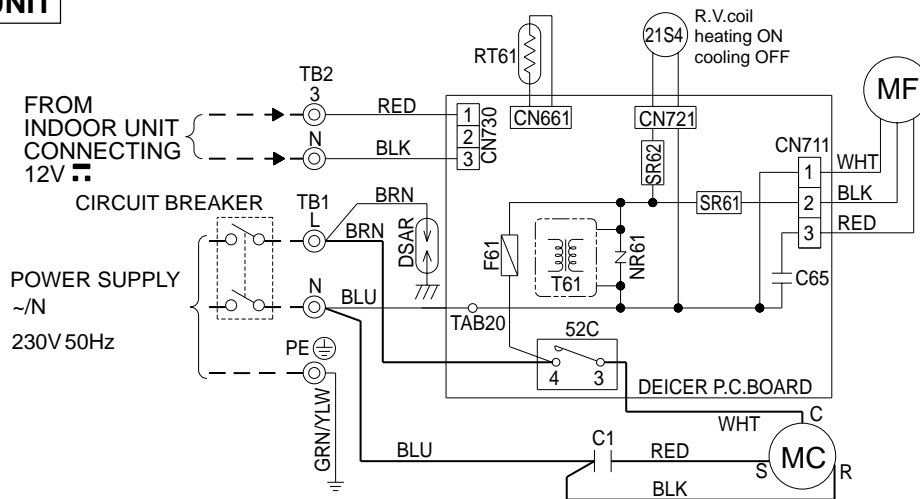 UNIT
R.V.coil
heating ON
cooling OFF
21S4
RT61
MF
TB2
3
FROM
INDOOR UNIT
CONNECTING
12V
RED
1
2
3
CN730
CN661
CN721
CN711
N
BLK
SR62
WHT
1
BLK
2
RED
3
SR61
CIRCUIT BREAKER
TB1
L
BRN
BRN
DSAR
F61
T61
NR61
C65
POWER SUPPLY
~/N
230V 50Hz
N
BLU
TAB20
52C
4 3
PE
DEICER P.C.BOARD
GRN/YLW
WHT
C
BLU
C1
RED
S
MC
R
BLK